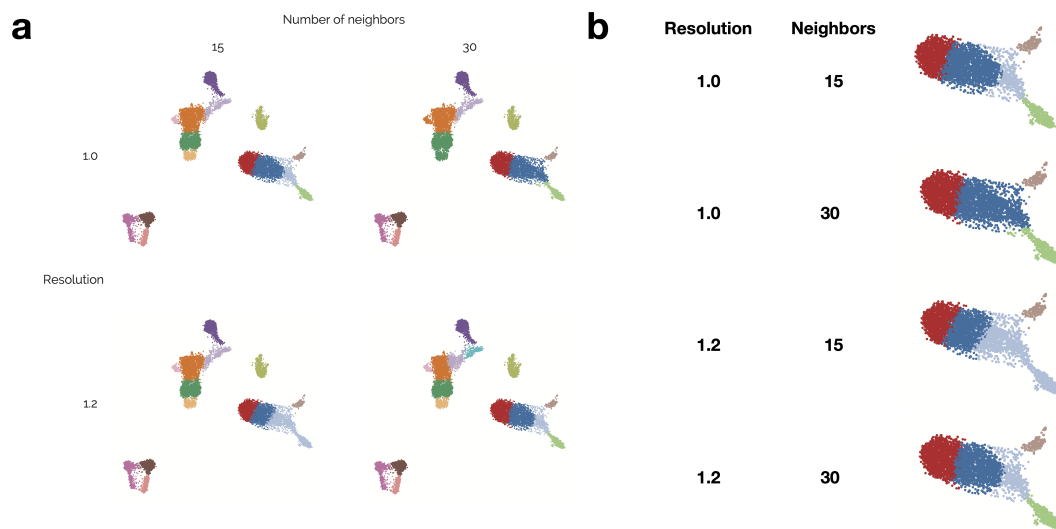 a
Number of neighbors
15
30
1.0
Resolution
1.2
b
Resolution Neighbors
1.0 15
1.0 30
1.2 15
1.2 30